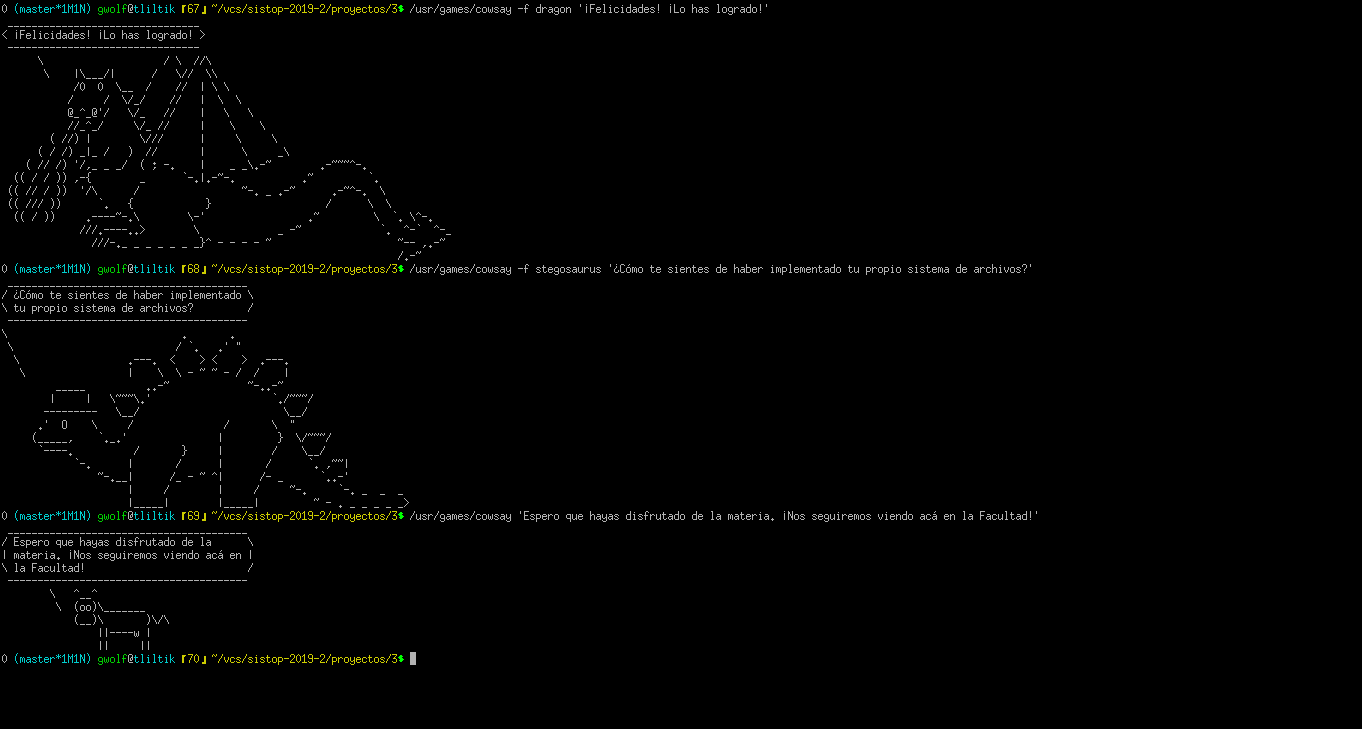 0 (master*1M1N) gwolf@tliltik『67』~/vcs/sistop-2019-2/proyectos/3$ /usr/games/cowsay -f dragon '¡Felicidades! ¡Lo has logrado!'
< ¡Felicidades! ¡Lo has logrado! >
0 (master*1M1N) gwolf@tliltik『68』~/vcs/sistop-2019-2/proyectos/3$ /usr/games/cowsay -f stegosaurus '¿Cómo te sientes de haber implementado tu propio sistema de archivos?'
/ ¿Cómo te sientes de haber implementado \
\ tu propio sistema de archivos? /
0 (master*1M1N) gwolf@tliltik『69』~/vcs/sistop-2019-2/proyectos/3$ /usr/games/cowsay 'Espero que hayas disfrutado de la materia. ¡Nos seguiremos viendo acá en la Facultad!'
/ Espero que hayas disfrutado de la \
| materia. ¡Nos seguiremos viendo acá en |
\ la Facultad! /
0 (master*1M1N) gwolf@tliltik『70』~/vcs/sistop-2019-2/proyectos/3$